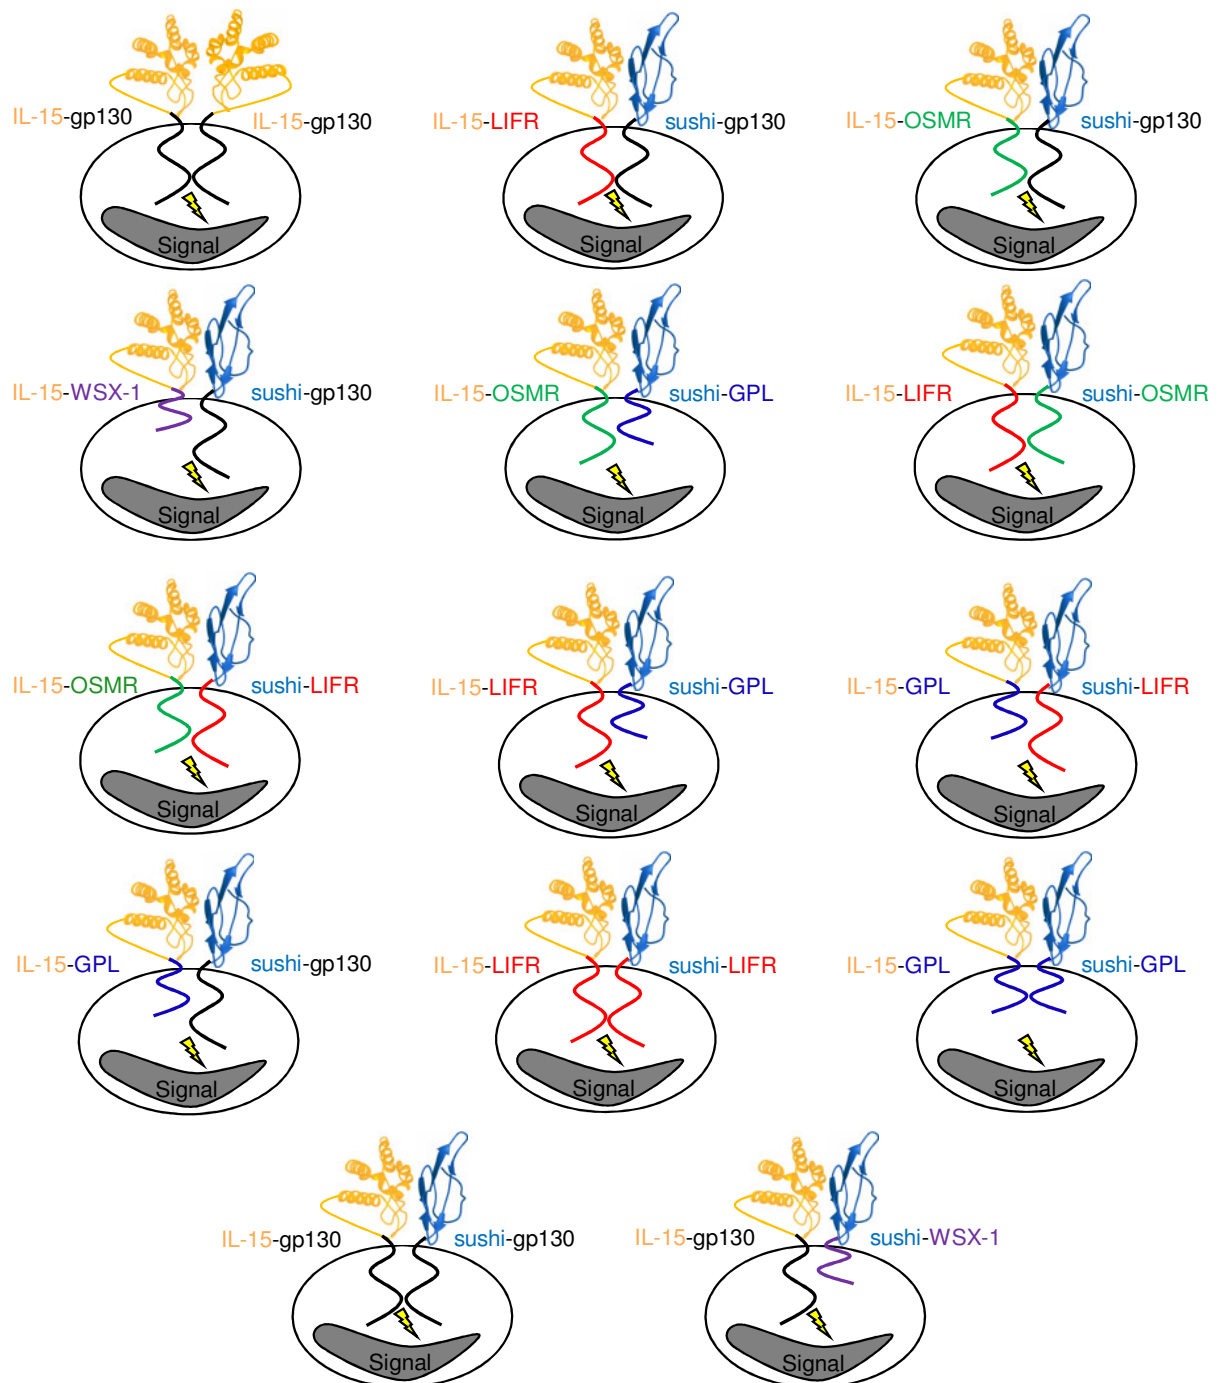 IL-15-gp130
IL-15-gp130
Signal
IL-15-LIFR
sushi-gp130
Signal
IL-15-OSMR
sushi-gp130
Signal
IL-15-WSX-1
sushi-gp130
Signal
IL-15-OSMR
sushi-GPL
Signal
IL-15-LIFR
sushi-OSMR
Signal
IL-15-OSMR
sushi-LIFR
Signal
IL-15-LIFR
sushi-GPL
Signal
IL-15-GPL
sushi-LIFR
Signal
IL-15-GPL
sushi-gp130
Signal
IL-15-LIFR
sushi-LIFR
Signal
IL-15-GPL
sushi-GPL
Signal
IL-15-gp130
sushi-gp130
Signal
IL-15-gp130
sushi-WSX-1
Signal